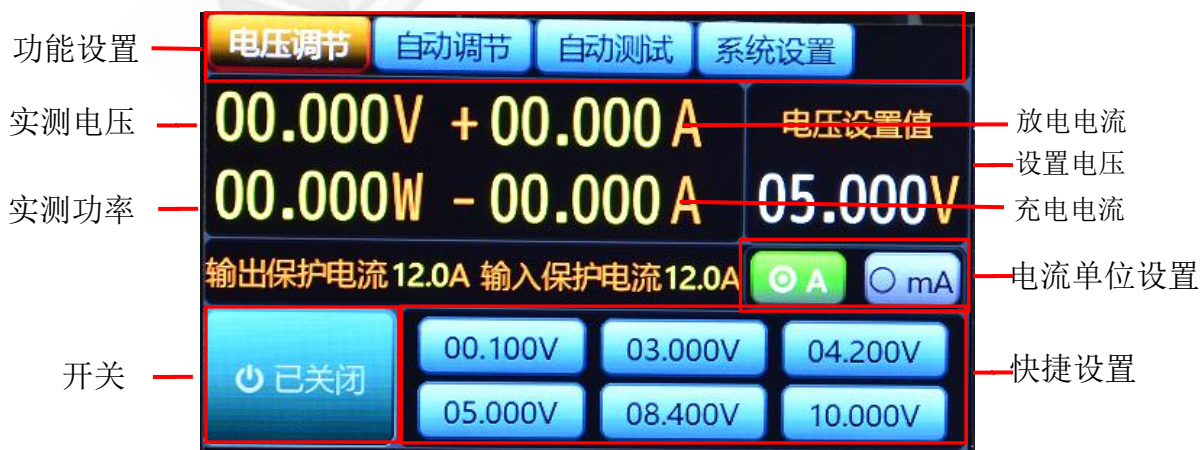 功能设置
电压调节 自动调节 自动测试 系统设置
实测电压
00.000V +00.000A
电压设置值
放电电流
设置电压
实测功率
00.000W -00.000A
05.000V
充电电流
输出保护电流12.0A 输入保护电流12.0A
A mA
电流单位设置
开关
已关闭
00.100V 03.000V 04.200V
快捷设置
05.000V 08.400V 10.000V